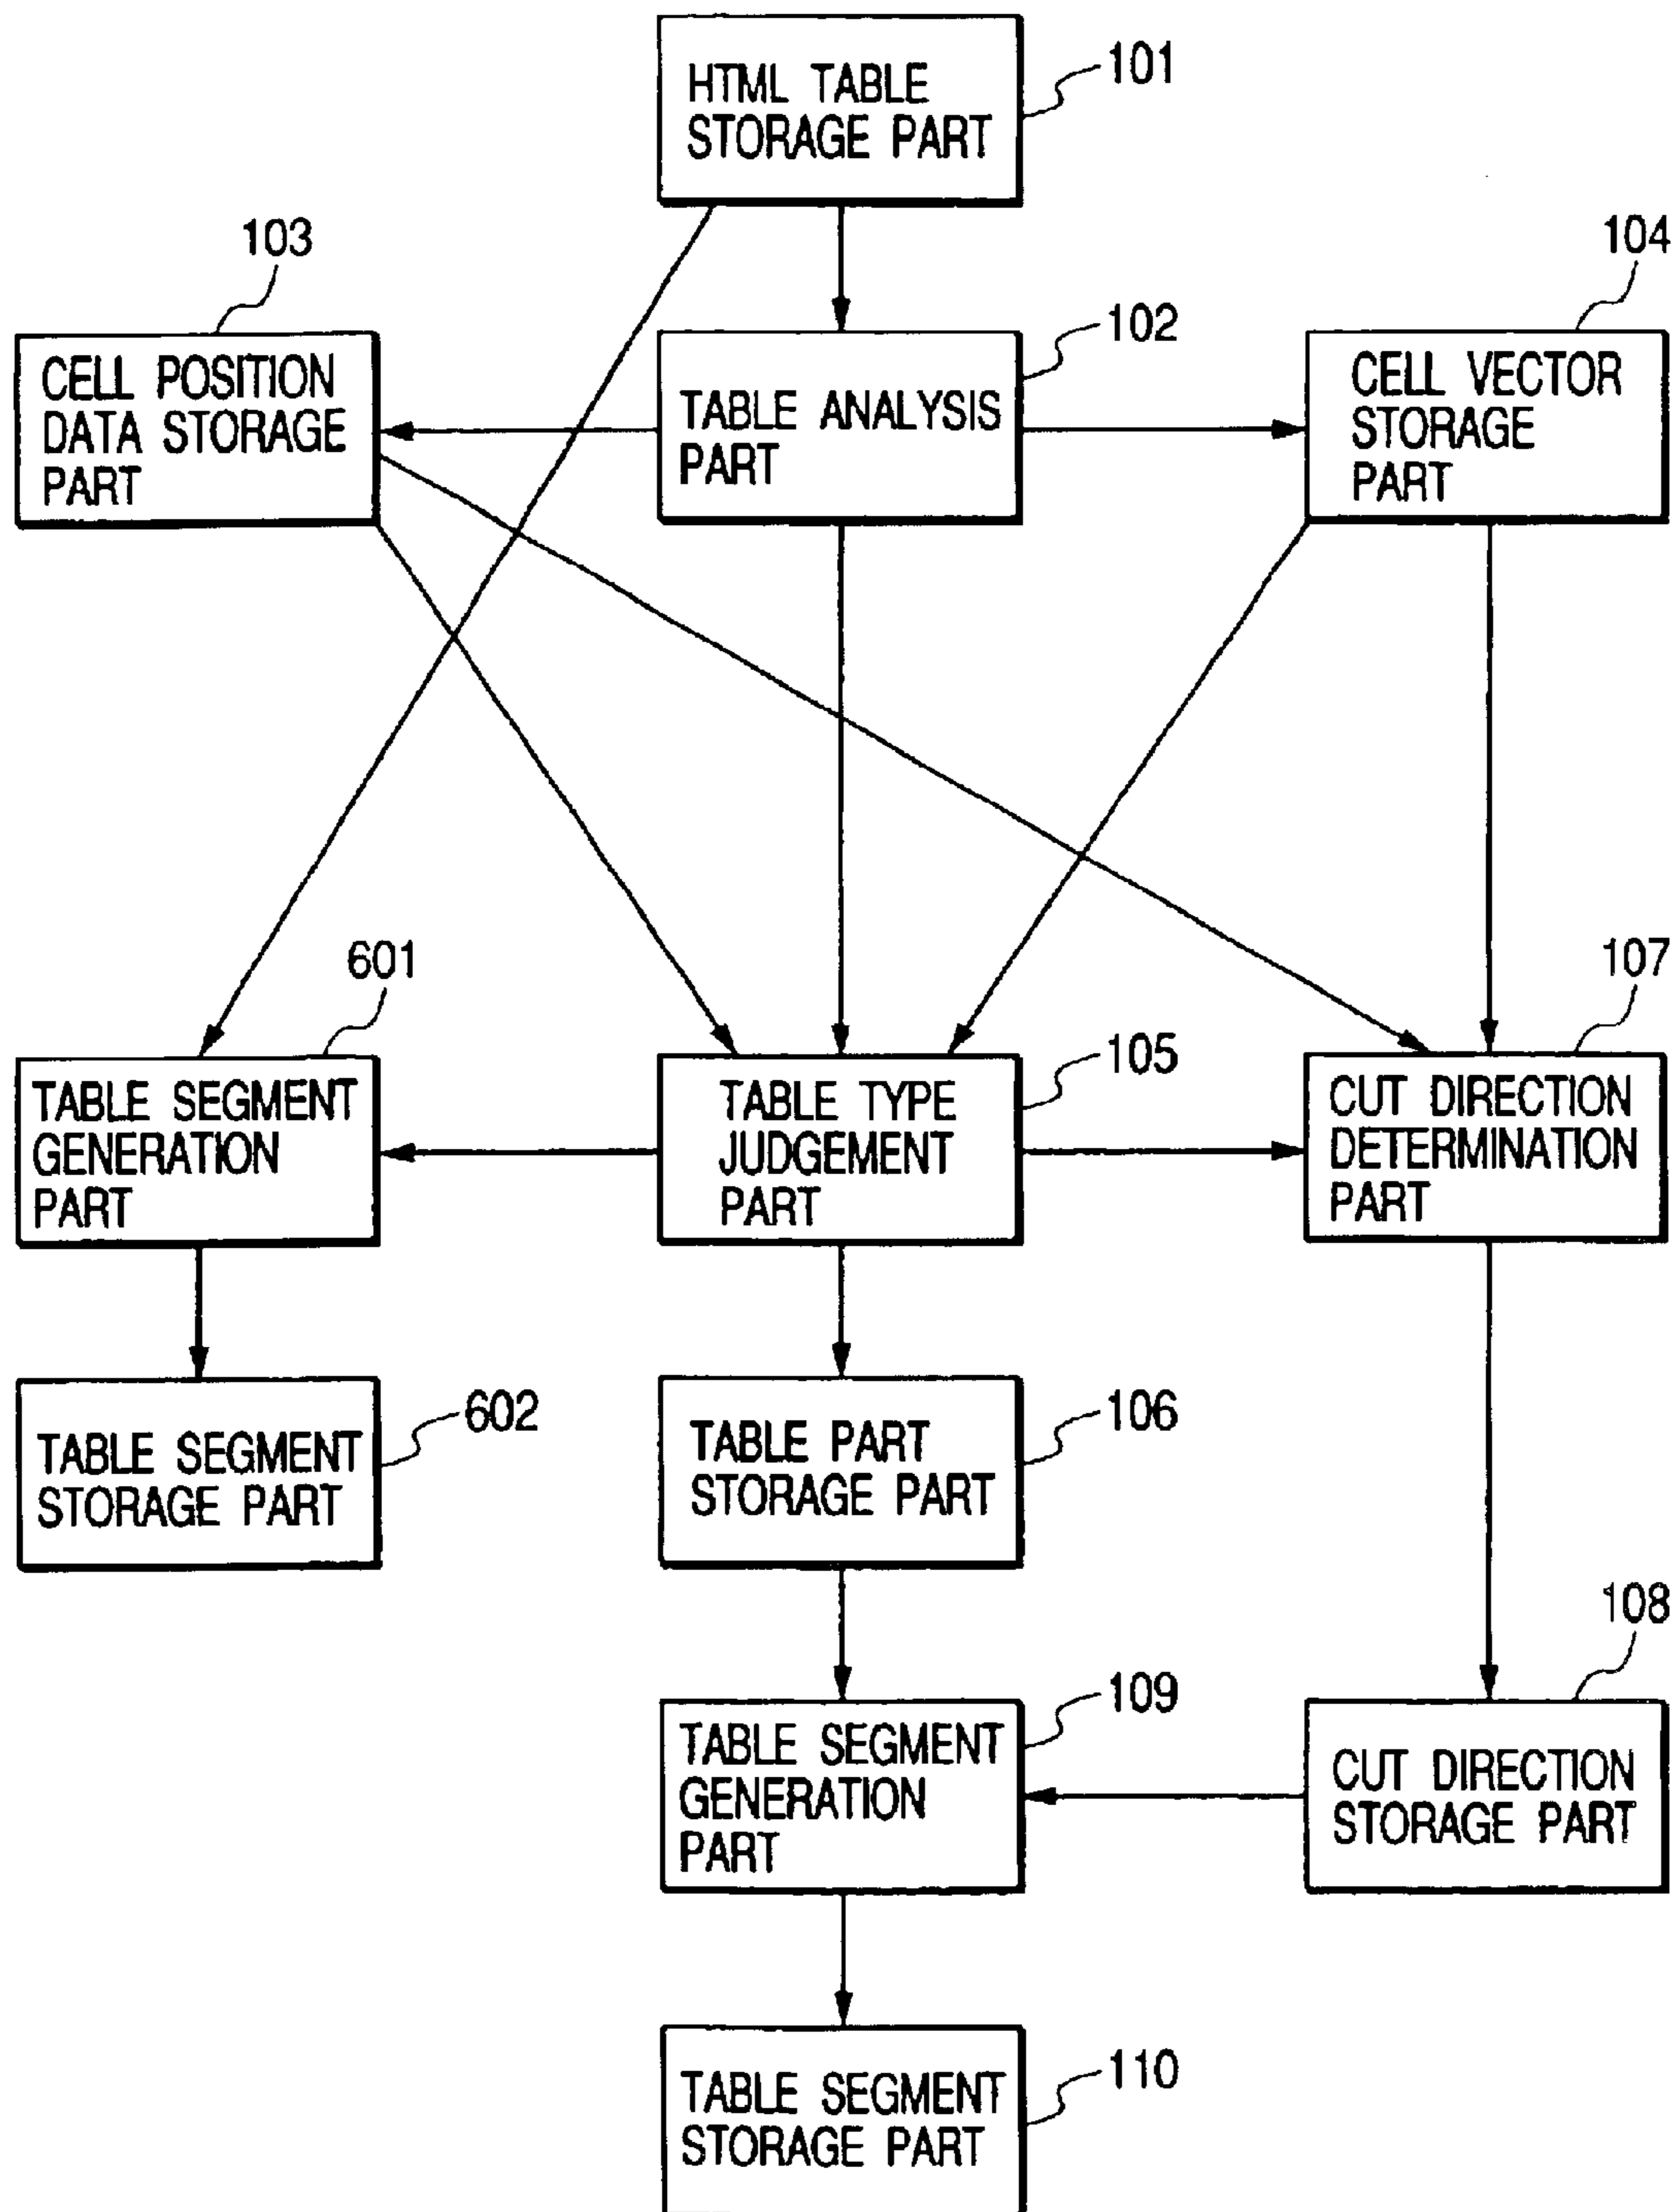 HTML TABLE
STORAGE PART
101
103
104
CELL POSITION
DATA STORAGE
PART
102
TABLE ANALYSIS
PART
CELL VECTOR
STORAGE
PART
601
107
TABLE SEGMENT
GENERATION
PART
105
TABLE TYPE
JUDGEMENT
PART
CUT DIRECTION
DETERMINATION
PART
602
TABLE SEGMENT
STORAGE PART
106
TABLE PART
STORAGE PART
108
109
TABLE SEGMENT
GENERATION
PART
CUT DIRECTION
STORAGE PART
110
TABLE SEGMENT
STORAGE PART